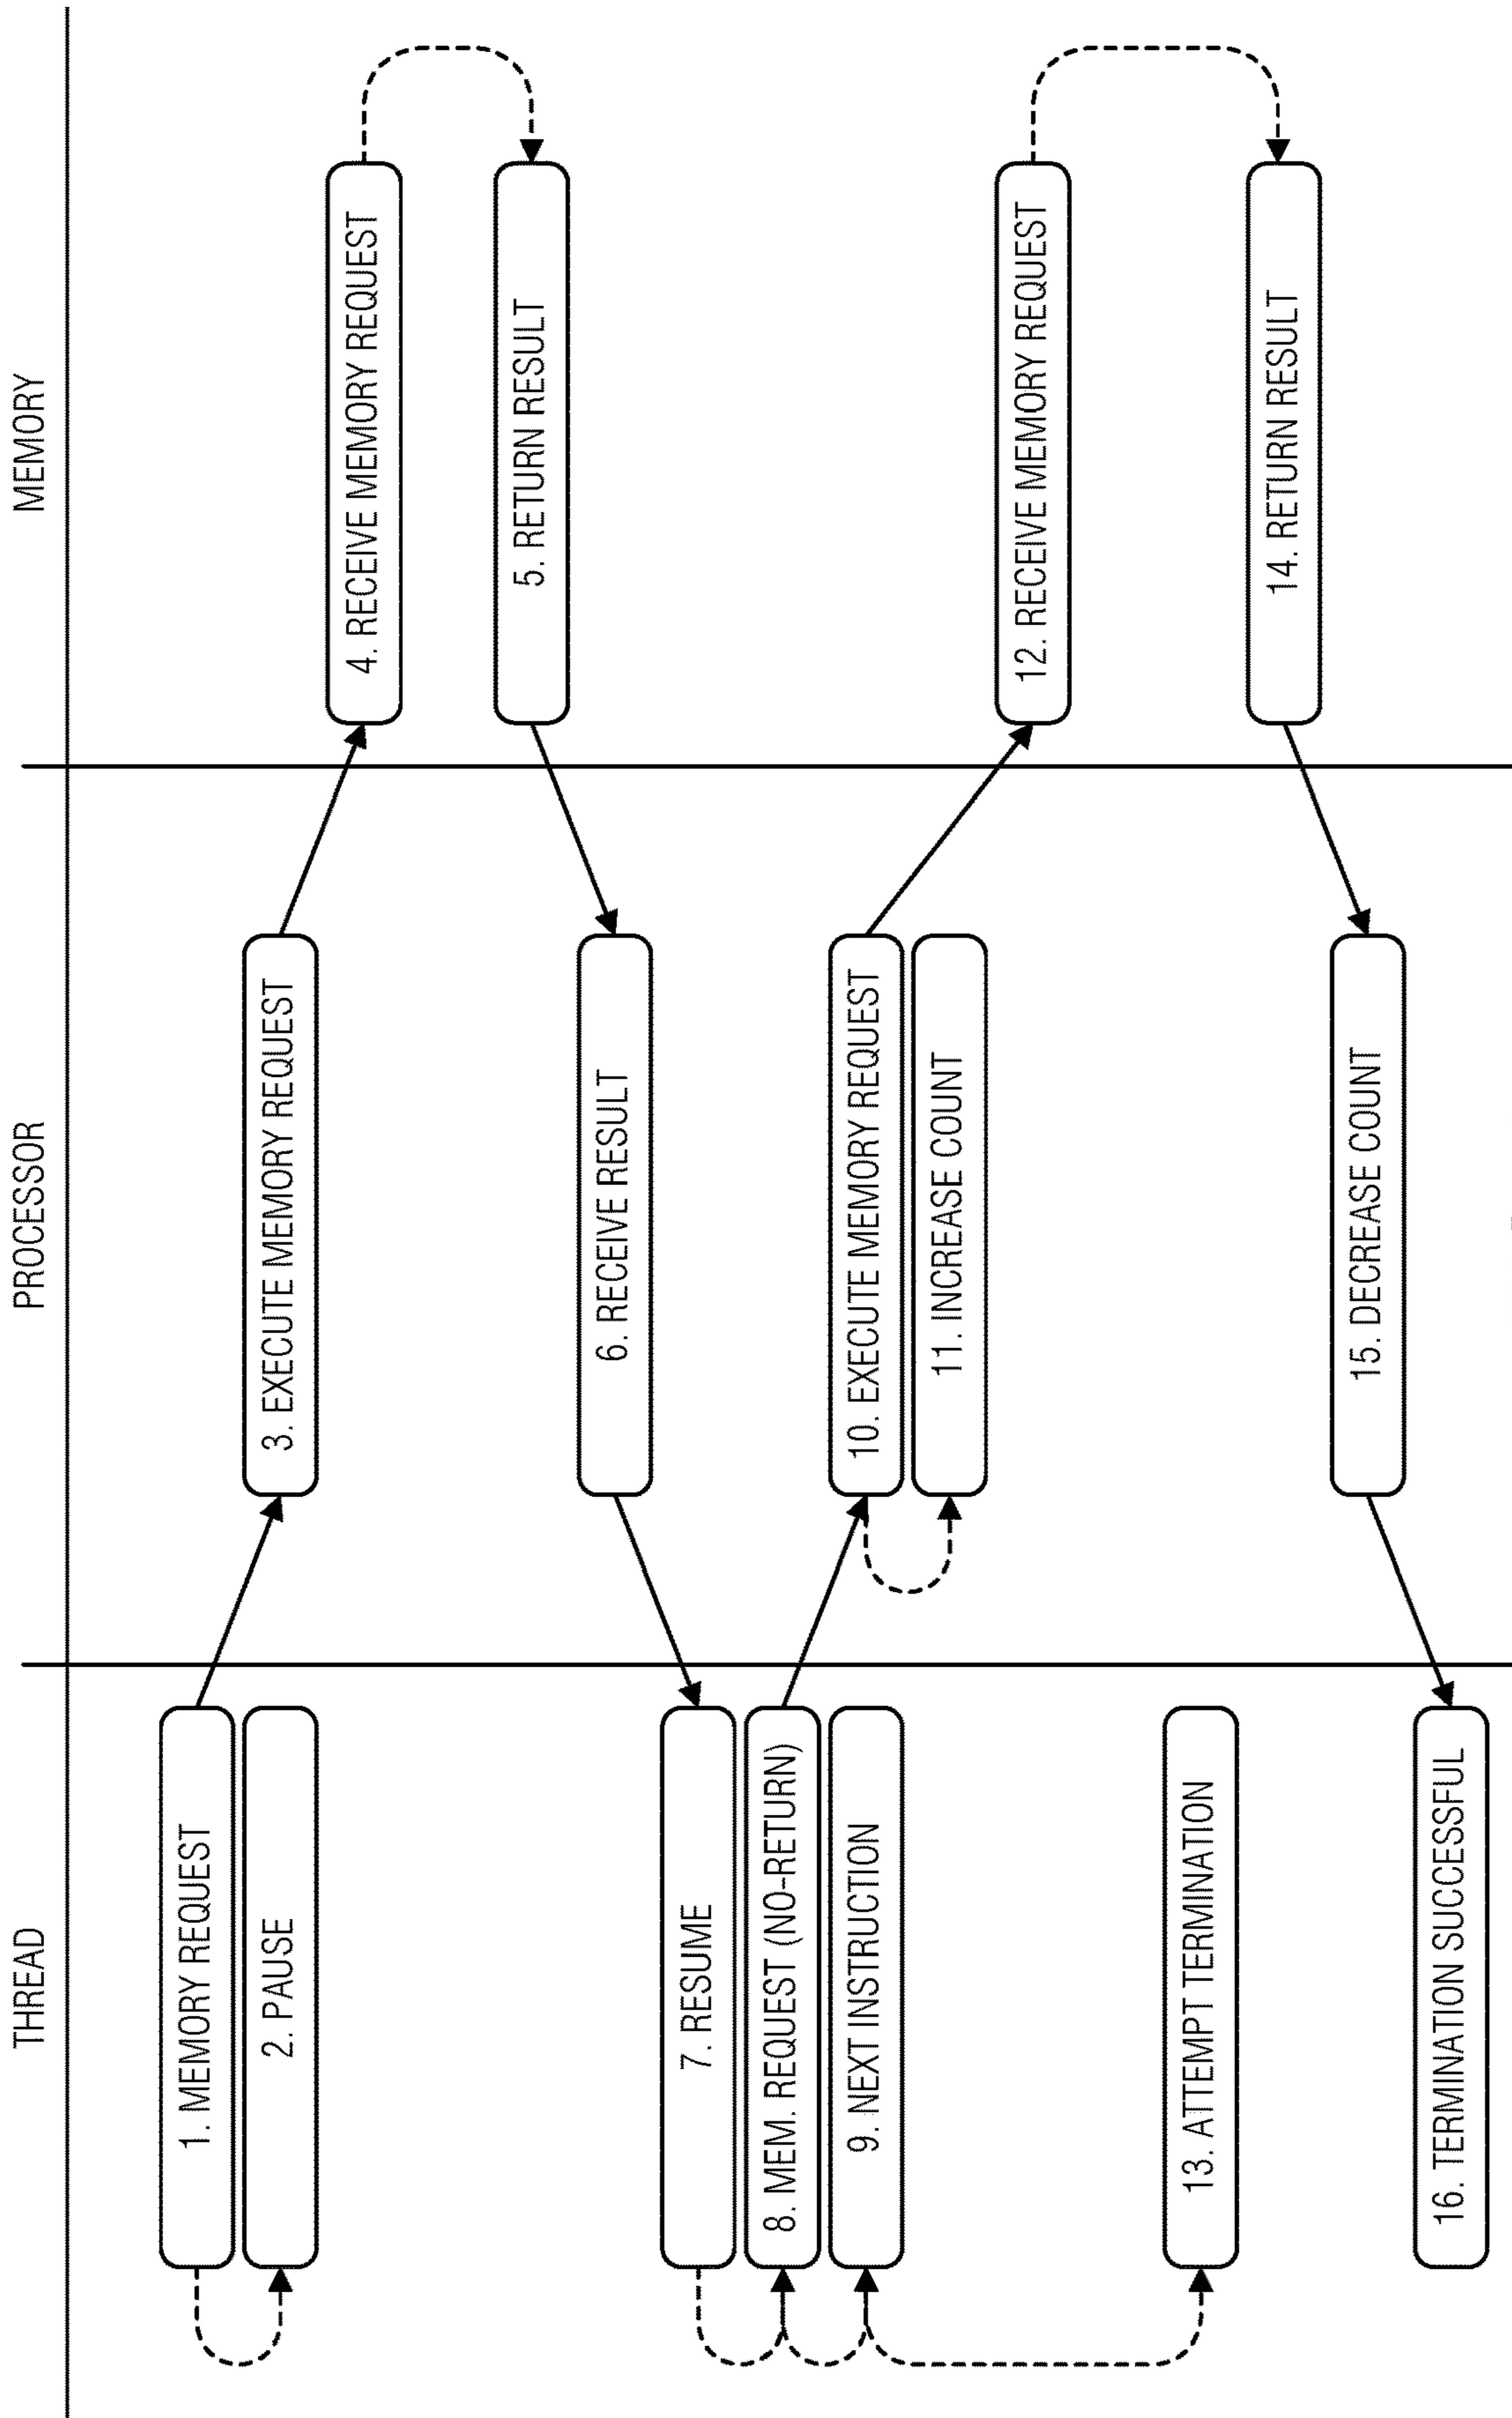 THREAD
PROCESSOR
MEMORY
1. MEMORY REQUEST
2. PAUSE
3. EXECUTE MEMORY REQUEST
4. RECEIVE MEMORY REQUEST
5. RETURN RESULT
6. RECEIVE RESULT
7. RESUME
8. MEM. REQUEST (NO-RETURN)
9. NEXT INSTRUCTION
10. EXECUTE MEMORY REQUEST
11. INCREASE COUNT
12. RECEIVE MEMORY REQUEST
13. ATTEMPT TERMINATION
14. RETURN RESULT
15. DECREASE COUNT
16. TERMINATION SUCCESSFUL